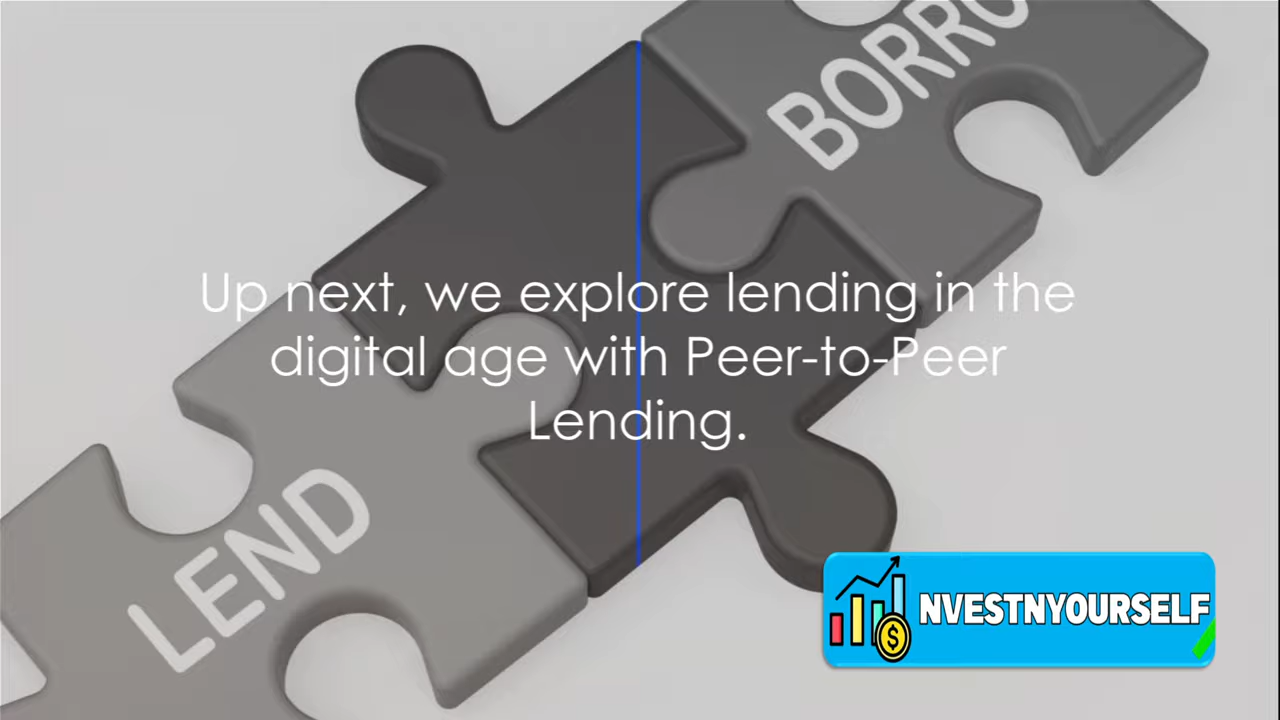 BORRO
Up next, we explore lending in the
digital age with Peer-to-Peer
Lending.
LEND
$
NVESTNYOURSELF